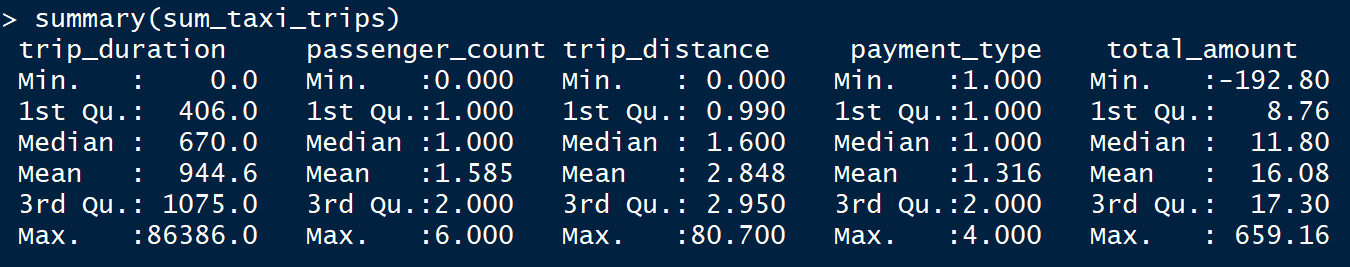 > summary(sum_taxi_trips)
 trip_duration     passenger_count trip_distance     payment_type    total_amount
 Min.   :    0.0   Min.   :0.000   Min.   : 0.000   Min.   :1.000   Min.   :-192.80
 1st Qu.:  406.0   1st Qu.:1.000   1st Qu.: 0.990   1st Qu.:1.000   1st Qu.:   8.76
 Median :  670.0   Median :1.000   Median : 1.600   Median :1.000   Median :  11.80
 Mean   :  944.6   Mean   :1.585   Mean   : 2.848   Mean   :1.316   Mean   :  16.08
 3rd Qu.: 1075.0   3rd Qu.:2.000   3rd Qu.: 2.950   3rd Qu.:2.000   3rd Qu.:  17.30
 Max.   :86386.0   Max.   :6.000   Max.   :80.700   Max.   :4.000   Max.   : 659.16